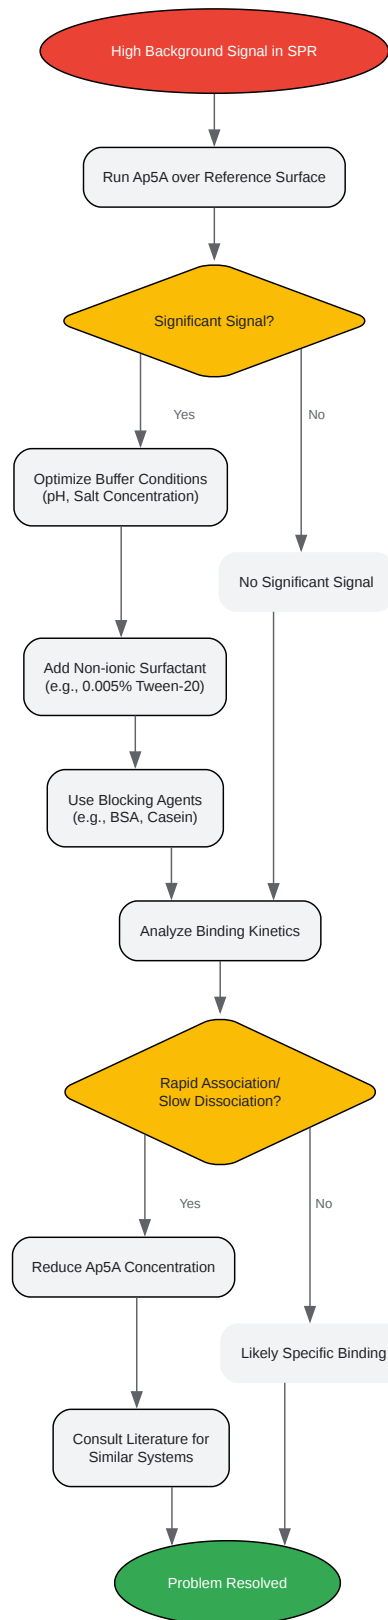 High Background Signal in SPR
Run Ap5A over Reference Surface
Significant Signal?
Yes
No
Optimize Buffer Conditions
(pH, Salt Concentration)
No Significant Signal
Add Non-ionic Surfactant
(e.g., 0.005% Tween-20)
Use Blocking Agents
(e.g., BSA, Casein)
Analyze Binding Kinetics
Rapid Association/
Slow Dissociation?
Yes
No
Reduce Ap5A Concentration
Likely Specific Binding
Consult Literature for
Similar Systems
Problem Resolved